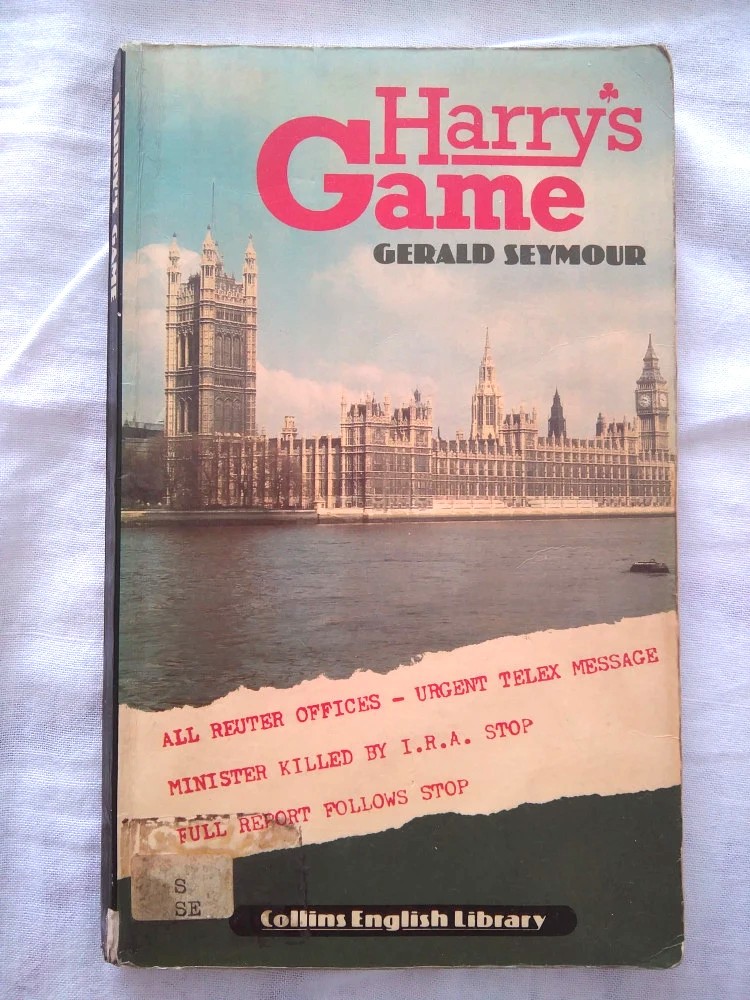 Harry's
Game
GERALD SEYMOUR
HARRY'S GAME
ALL REUTER OFFICES - URGENT TELEX MESSAGE
MINISTER KILLED BY I.R.A. STOP
FULL REPORT FOLLOWS STOP
S
SE
Collins English Library